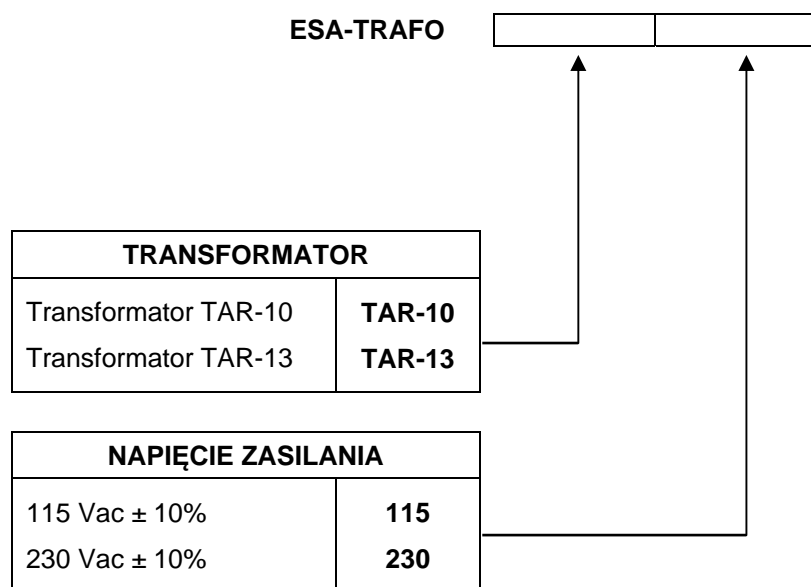 ESA-TRAFO
TRANSFORMATOR
Transformator TAR-10 TAR-10
Transformator TAR-13 TAR-13
NAPIĘCIE ZASILANIA
115 Vac ± 10% 115
230 Vac ± 10% 230